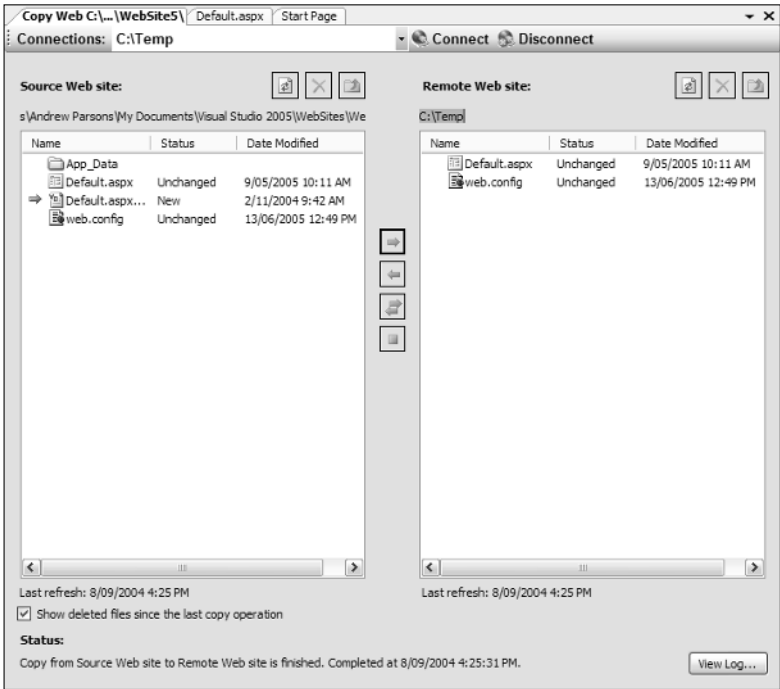 Copy Web C:\...\WebSite5\ Default.aspx Start Page
Connections: C:\Temp Connect Disconnect
Source Web site:
s\Andrew Parsons\My Documents\Visual Studio 2005\WebSites\We
Name Status Date Modified
App_Data
Default.aspx Unchanged 9/05/2005 10:11 AM
Default.aspx... New 2/11/2004 9:42 AM
web.config Unchanged 13/06/2005 12:49 PM
Last refresh: 8/09/2004 4:25 PM
Remote Web site:
C:\Temp
Name Status Date Modified
Default.aspx Unchanged 9/05/2005 10:11 AM
web.config Unchanged 13/06/2005 12:49 PM
Last refresh: 8/09/2004 4:25 PM
Show deleted files since the last copy operation
Status:
Copy from Source Web site to Remote Web site is finished. Completed at 8/09/2004 4:25:31 PM.
View Log...